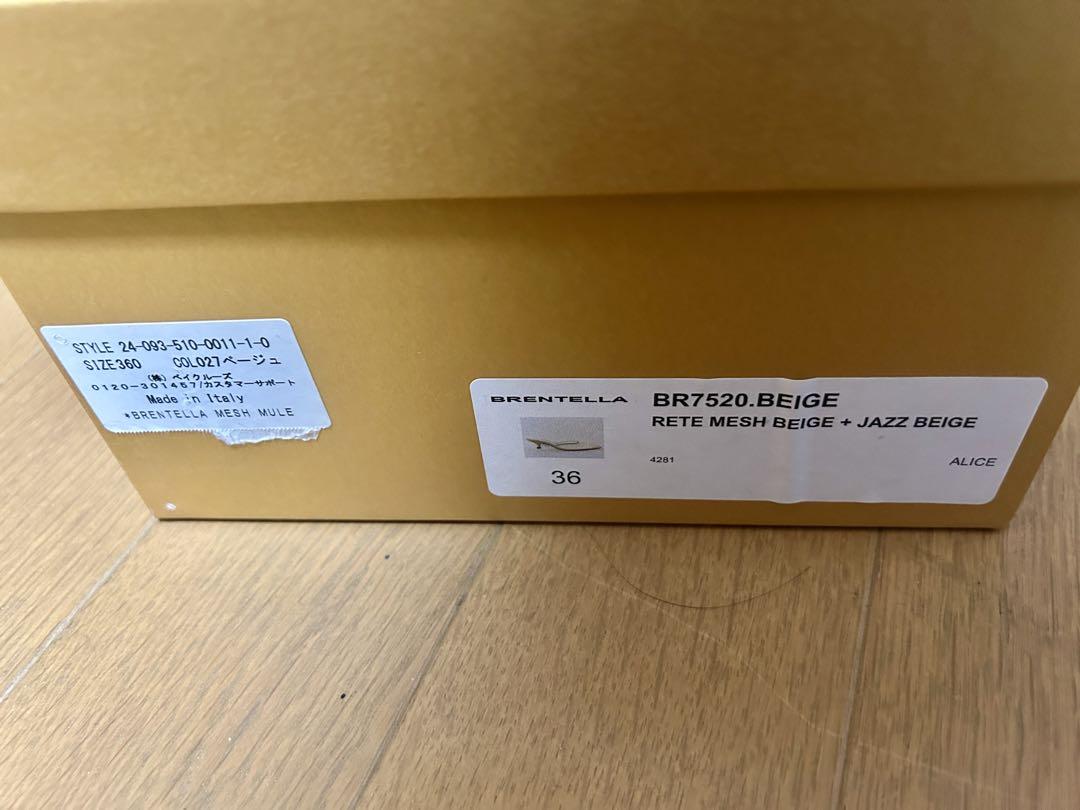 STYLE 24-093-510-0011-1-0
SIZE360 COL027ベージュ
(株) ベイクルーズ
0120-301457/カスタマーサポート
Made in Italy
*BRENTELLA MESH MULE
BRENTELLA
BR7520.BEIGE
RETE MESH BEIGE + JAZZ BEIGE
36
4281
ALICE